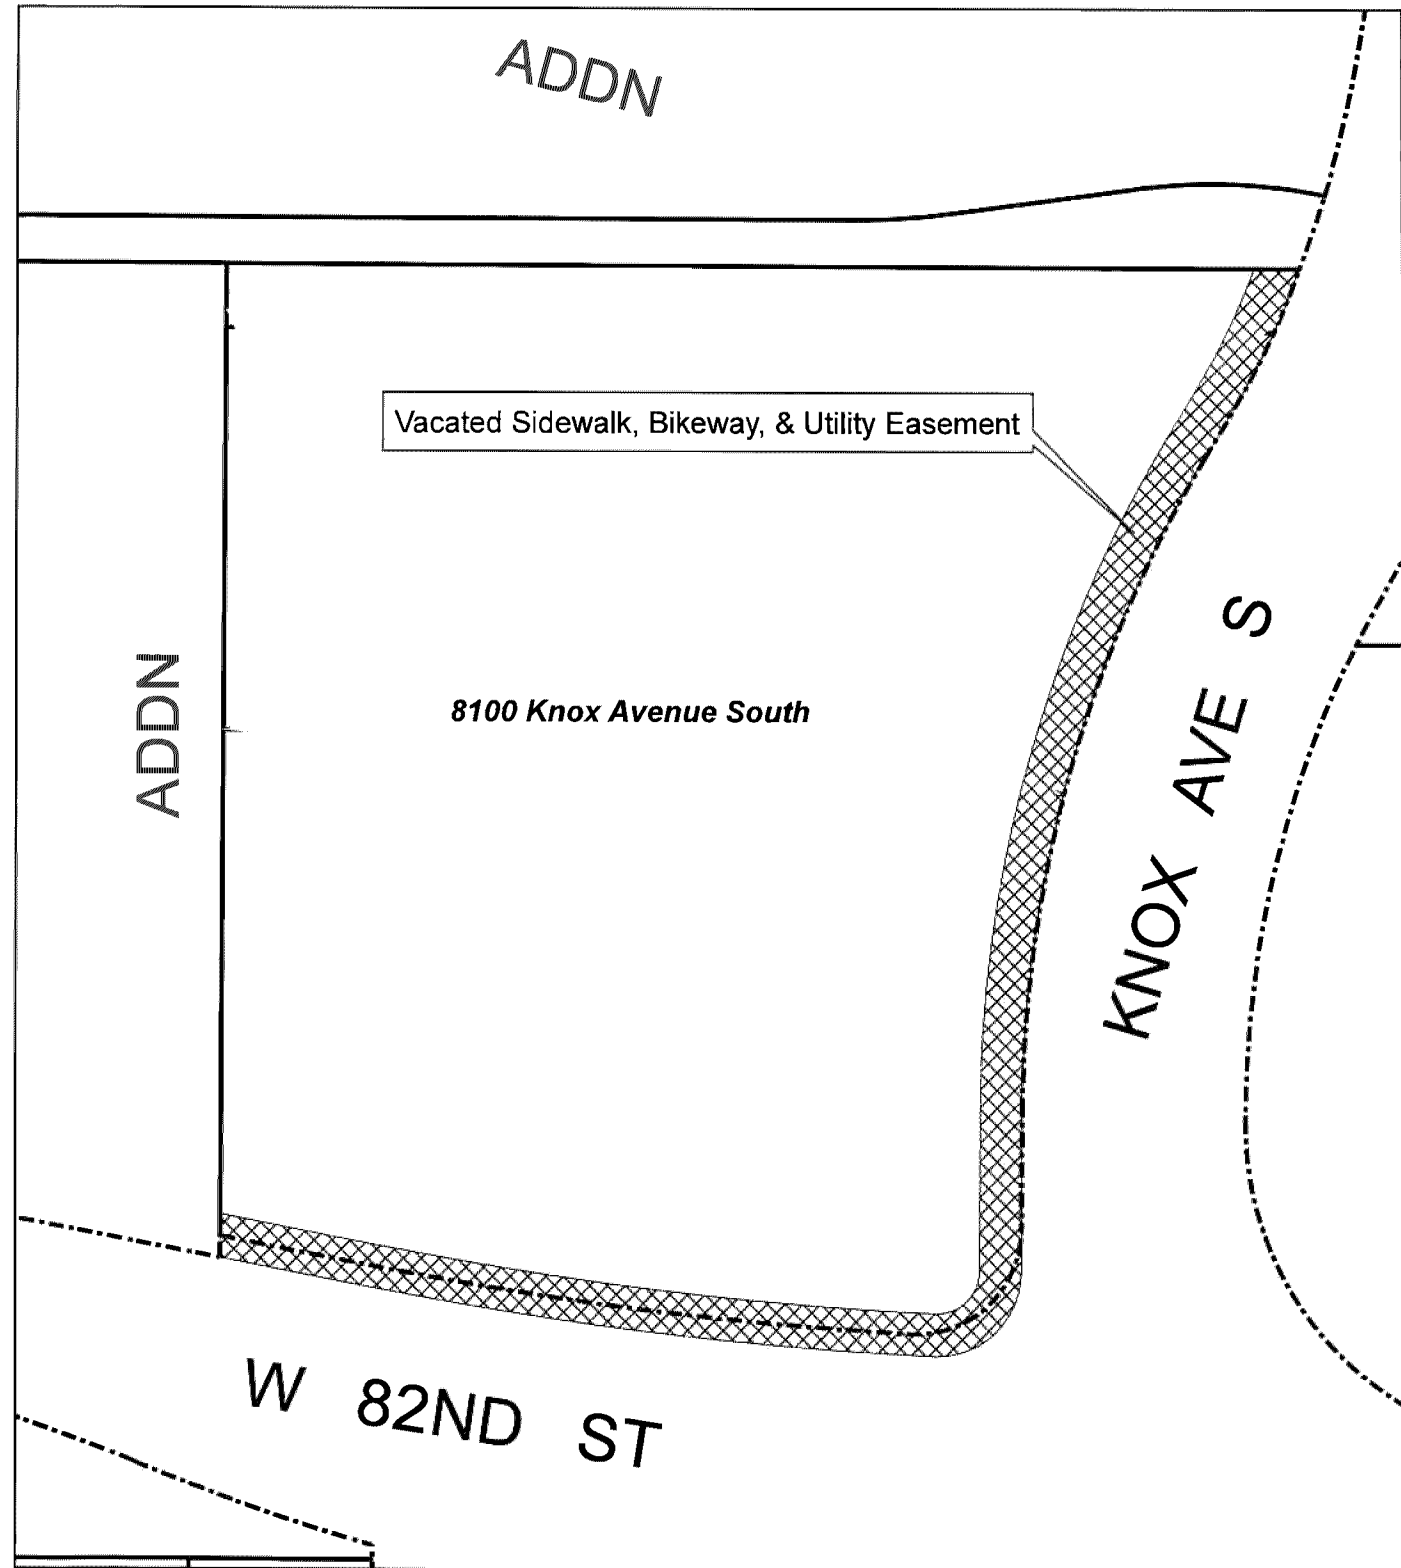 ADDN
Vacated Sidewalk, Bikeway, & Utility Easement
8100 Knox Avenue South
ADDN
KNOX AVE S
W 82ND ST